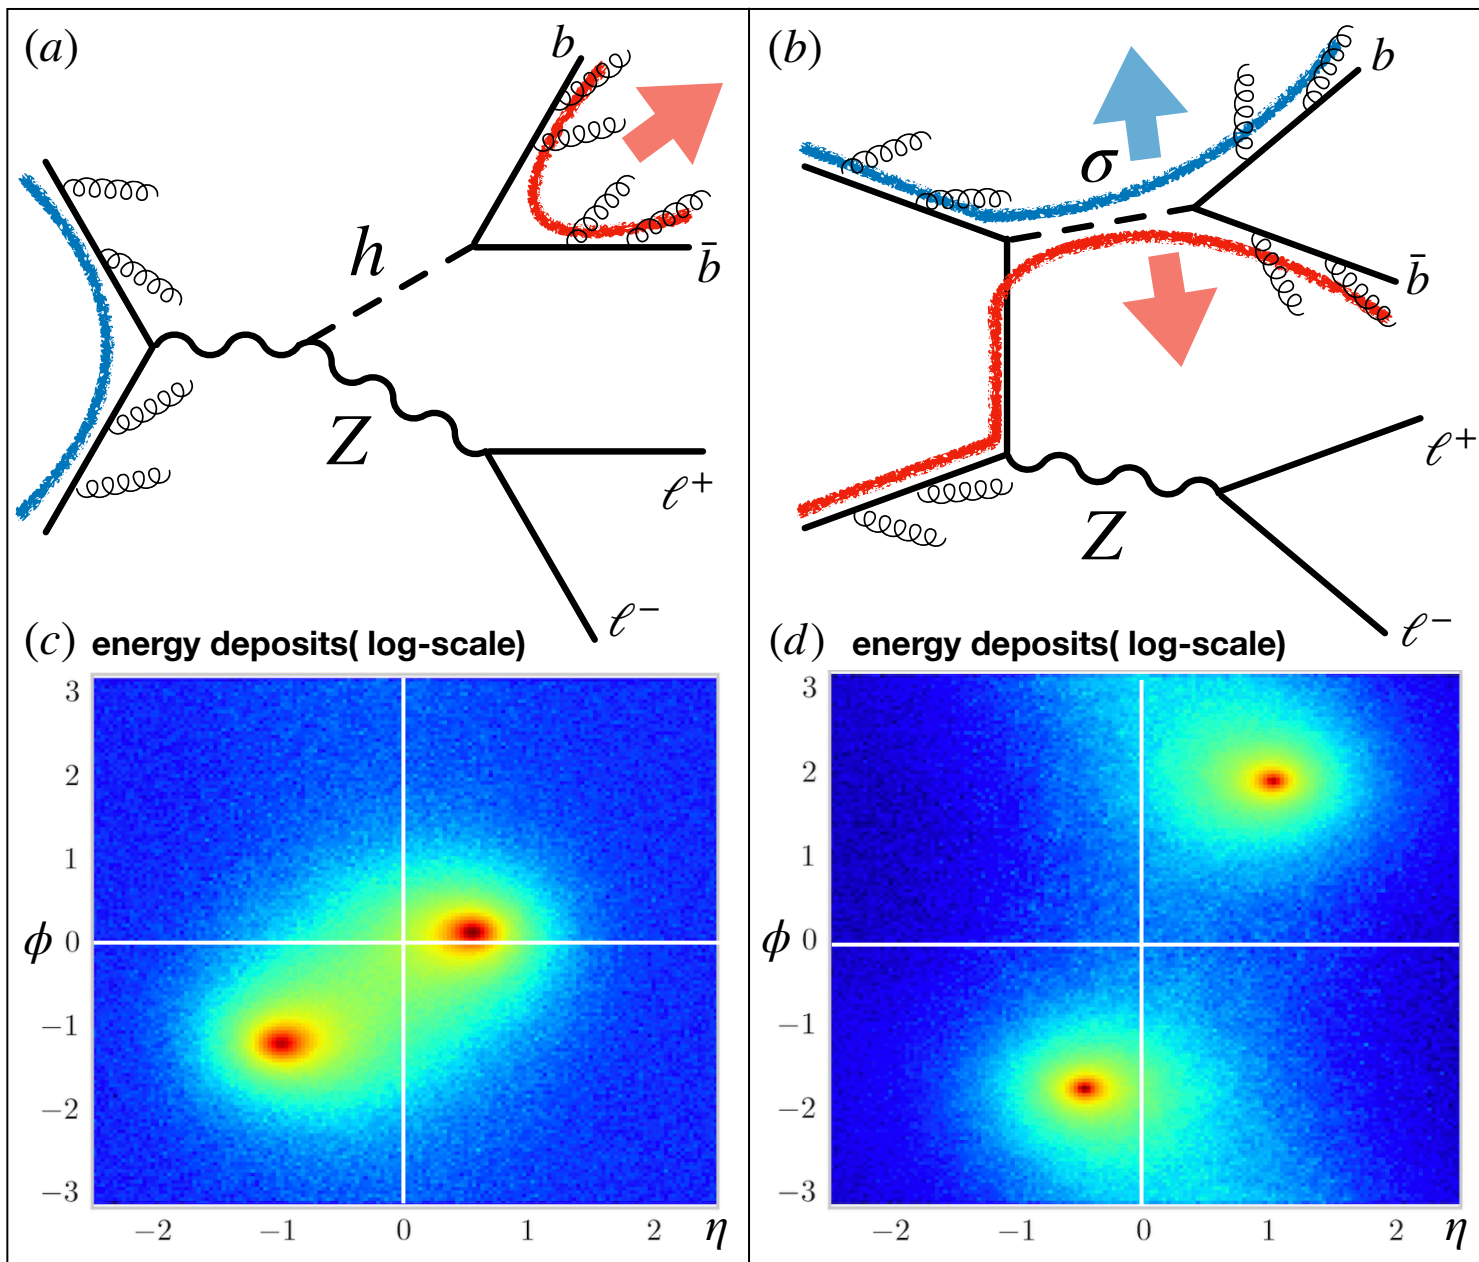 (a)
b
h
b̄
Z
ℓ⁺
ℓ⁻
(b)
b
σ
b̄
ℓ⁺
Z
ℓ⁻
(c) energy deposits( log-scale)
3
2
1
ϕ 0
−1
−2
−3
−2 −1 0 1 2 η
(d) energy deposits( log-scale)
3
2
1
ϕ 0
−1
−2
−3
−2 −1 0 1 2 η